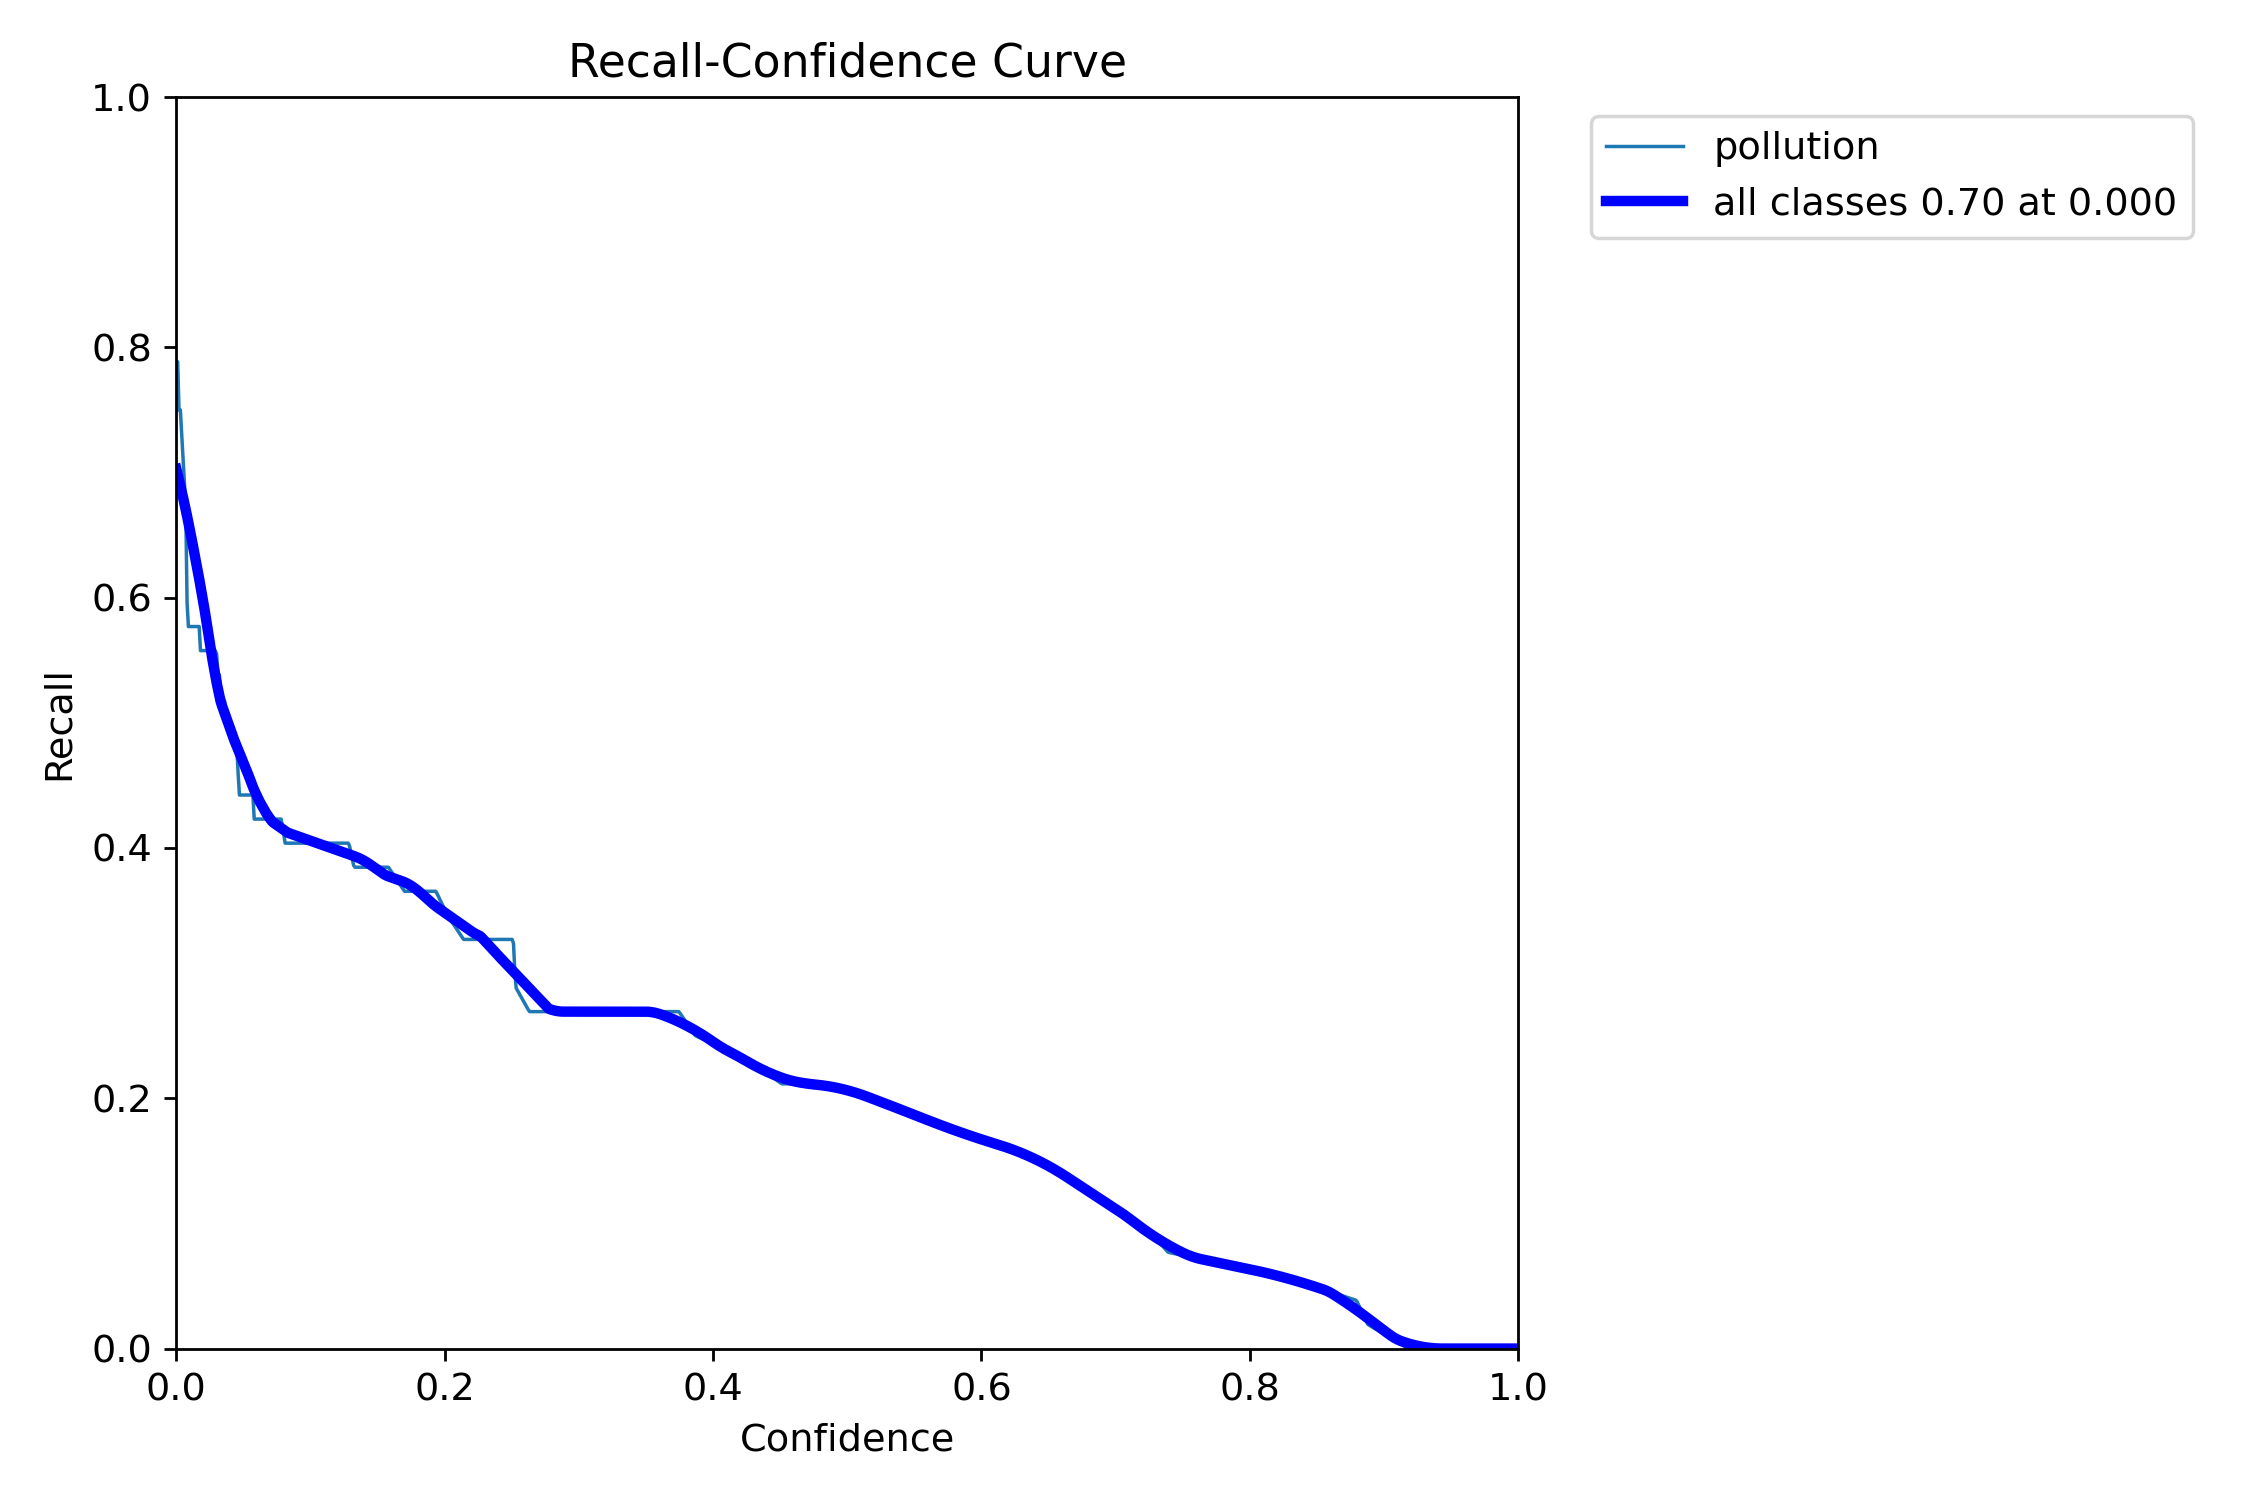 Recall-Confidence Curve
1.0
0.8
0.6
0.4
0.2
0.0
Recall
0.0 0.2 0.4 0.6 0.8 1.0
Confidence
pollution
all classes 0.70 at 0.000